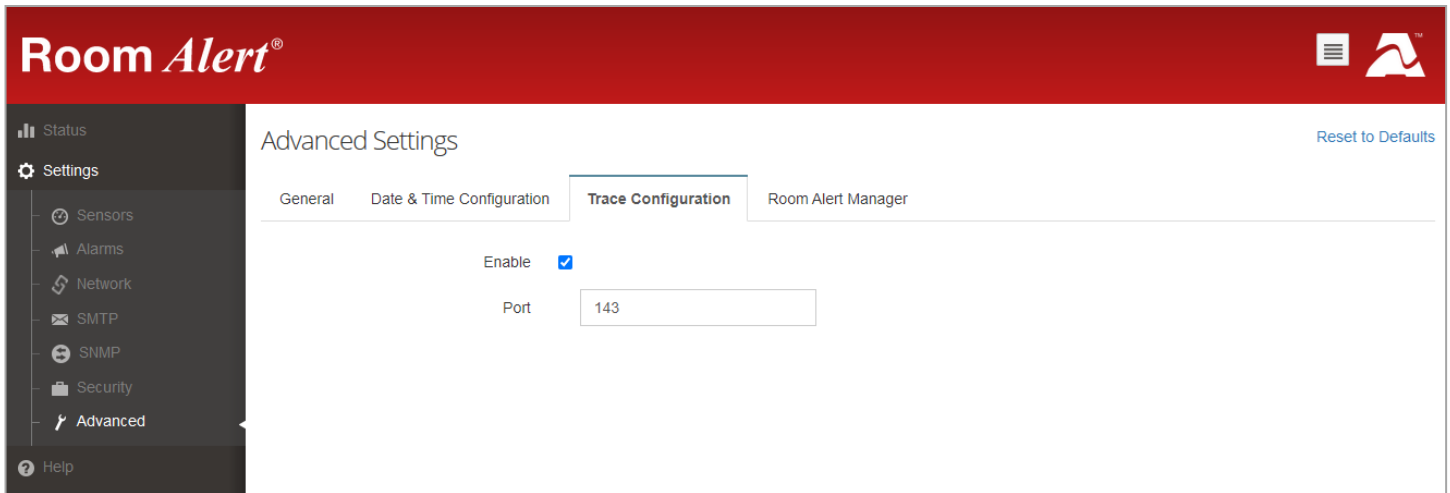 Room Alert®
™
Status
Settings
Sensors
Alarms
Network
SMTP
SNMP
Security
Advanced
Help
Advanced Settings
Reset to Defaults
General Date & Time Configuration Trace Configuration Room Alert Manager
Enable
Port 143